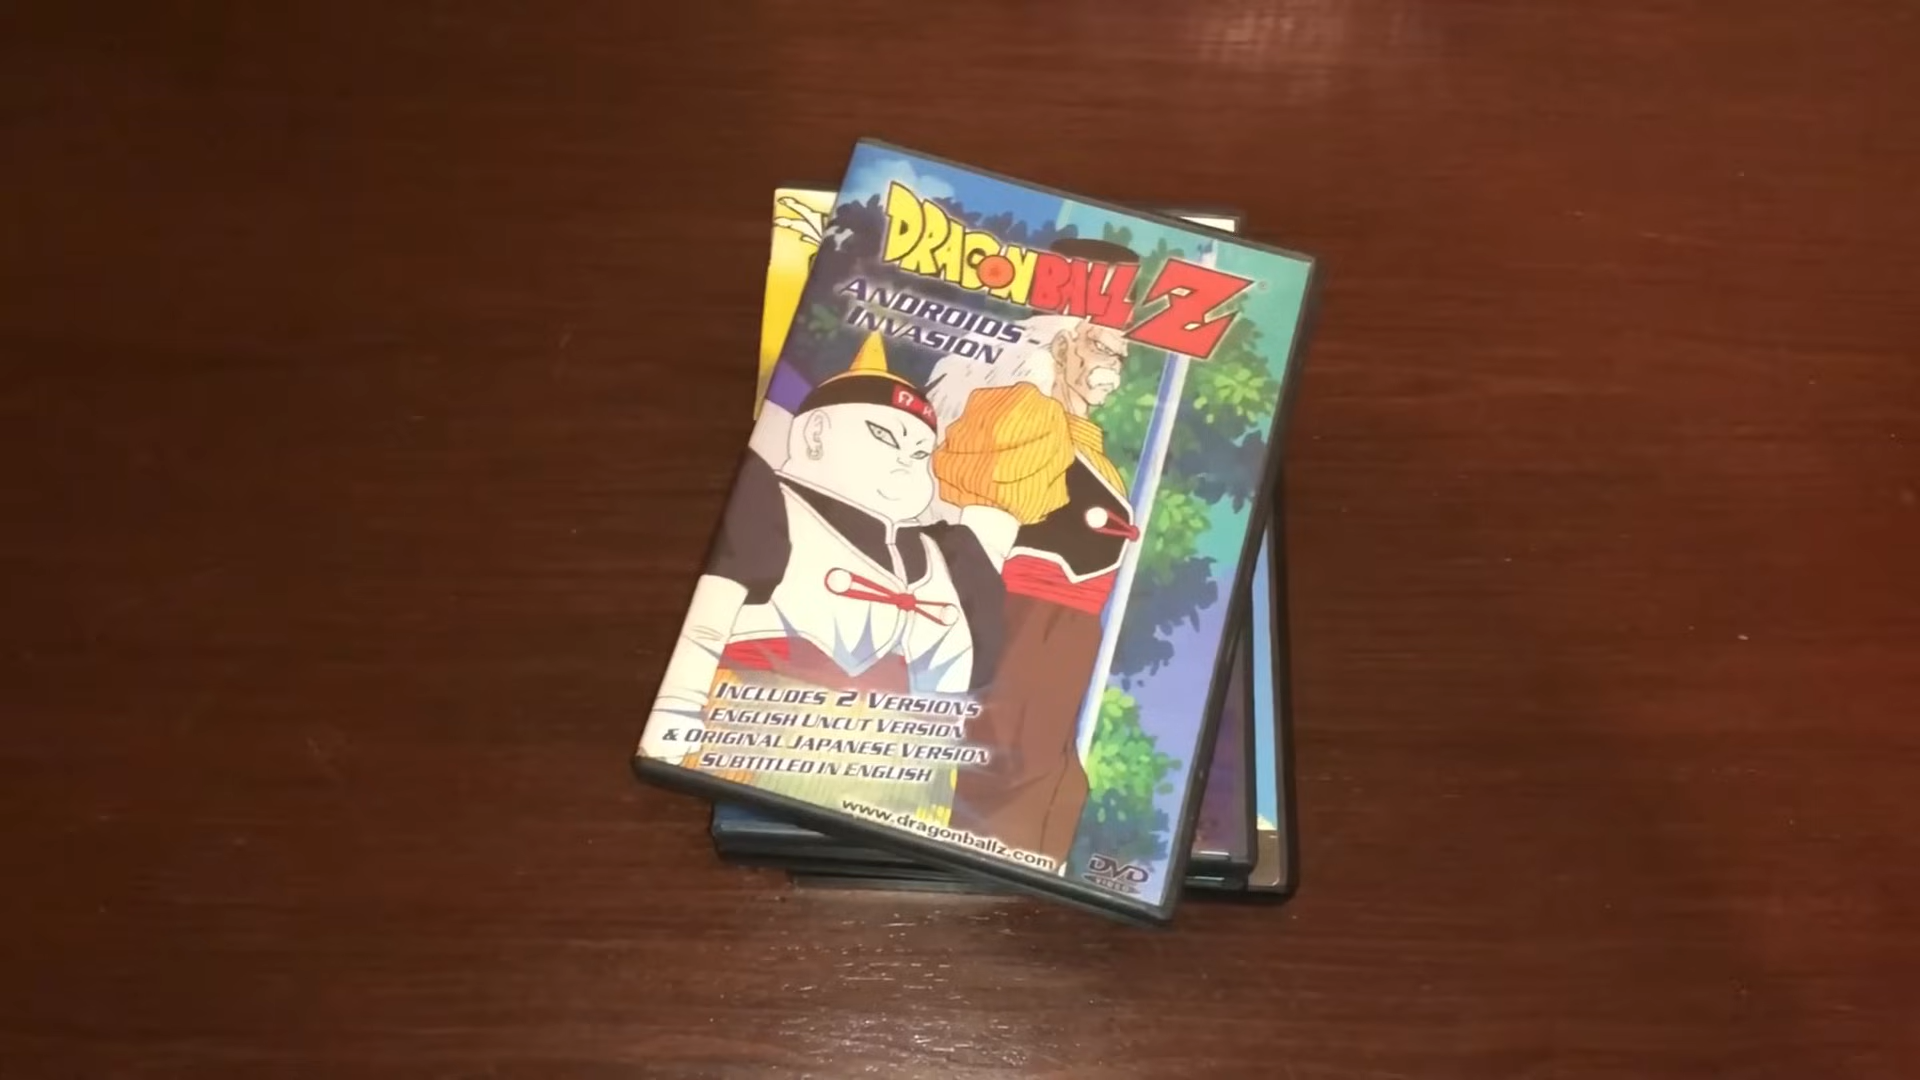 DRAGON BALL Z
ANDROIDS -
INVASION
INCLUDES 2 VERSIONS
ENGLISH UNCUT VERSION
& ORIGINAL JAPANESE VERSION
SUBTITLED IN ENGLISH
www.dragonballz.com
DVD
VIDEO